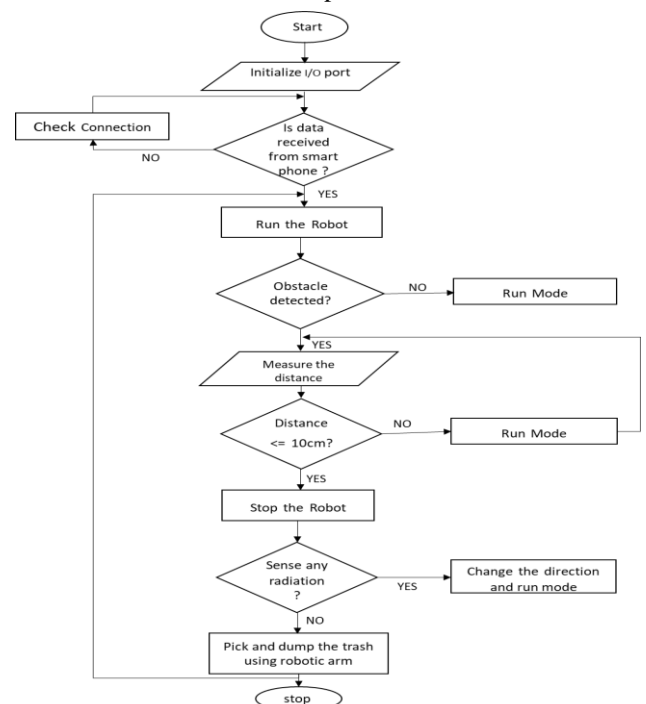 Start
Initialize I/O port
Check Connection
Is data
received
from smart
phone ?
NO
YES
Run the Robot
Obstacle
detected?
NO
Run Mode
YES
Measure the
distance
Distance
<= 10cm?
NO
Run Mode
YES
Stop the Robot
Sense any
radiation
?
YES
Change the direction
and run mode
NO
Pick and dump the trash
using robotic arm
stop